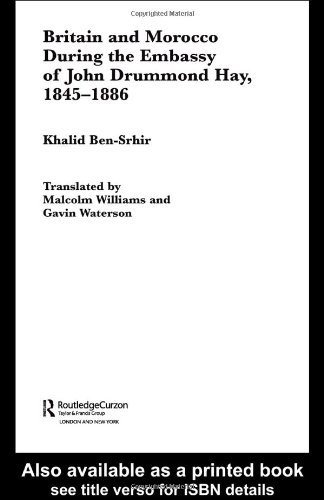 Britain and Morocco
During the Embassy
of John Drummond Hay,
1845–1886
Khalid Ben-Srhir
Translated by
Malcolm Williams and
Gavin Waterson
R RoutledgeCurzon
Taylor & Francis Group
LONDON AND NEW YORK
Also available as a printed book
see title verso for ISBN details